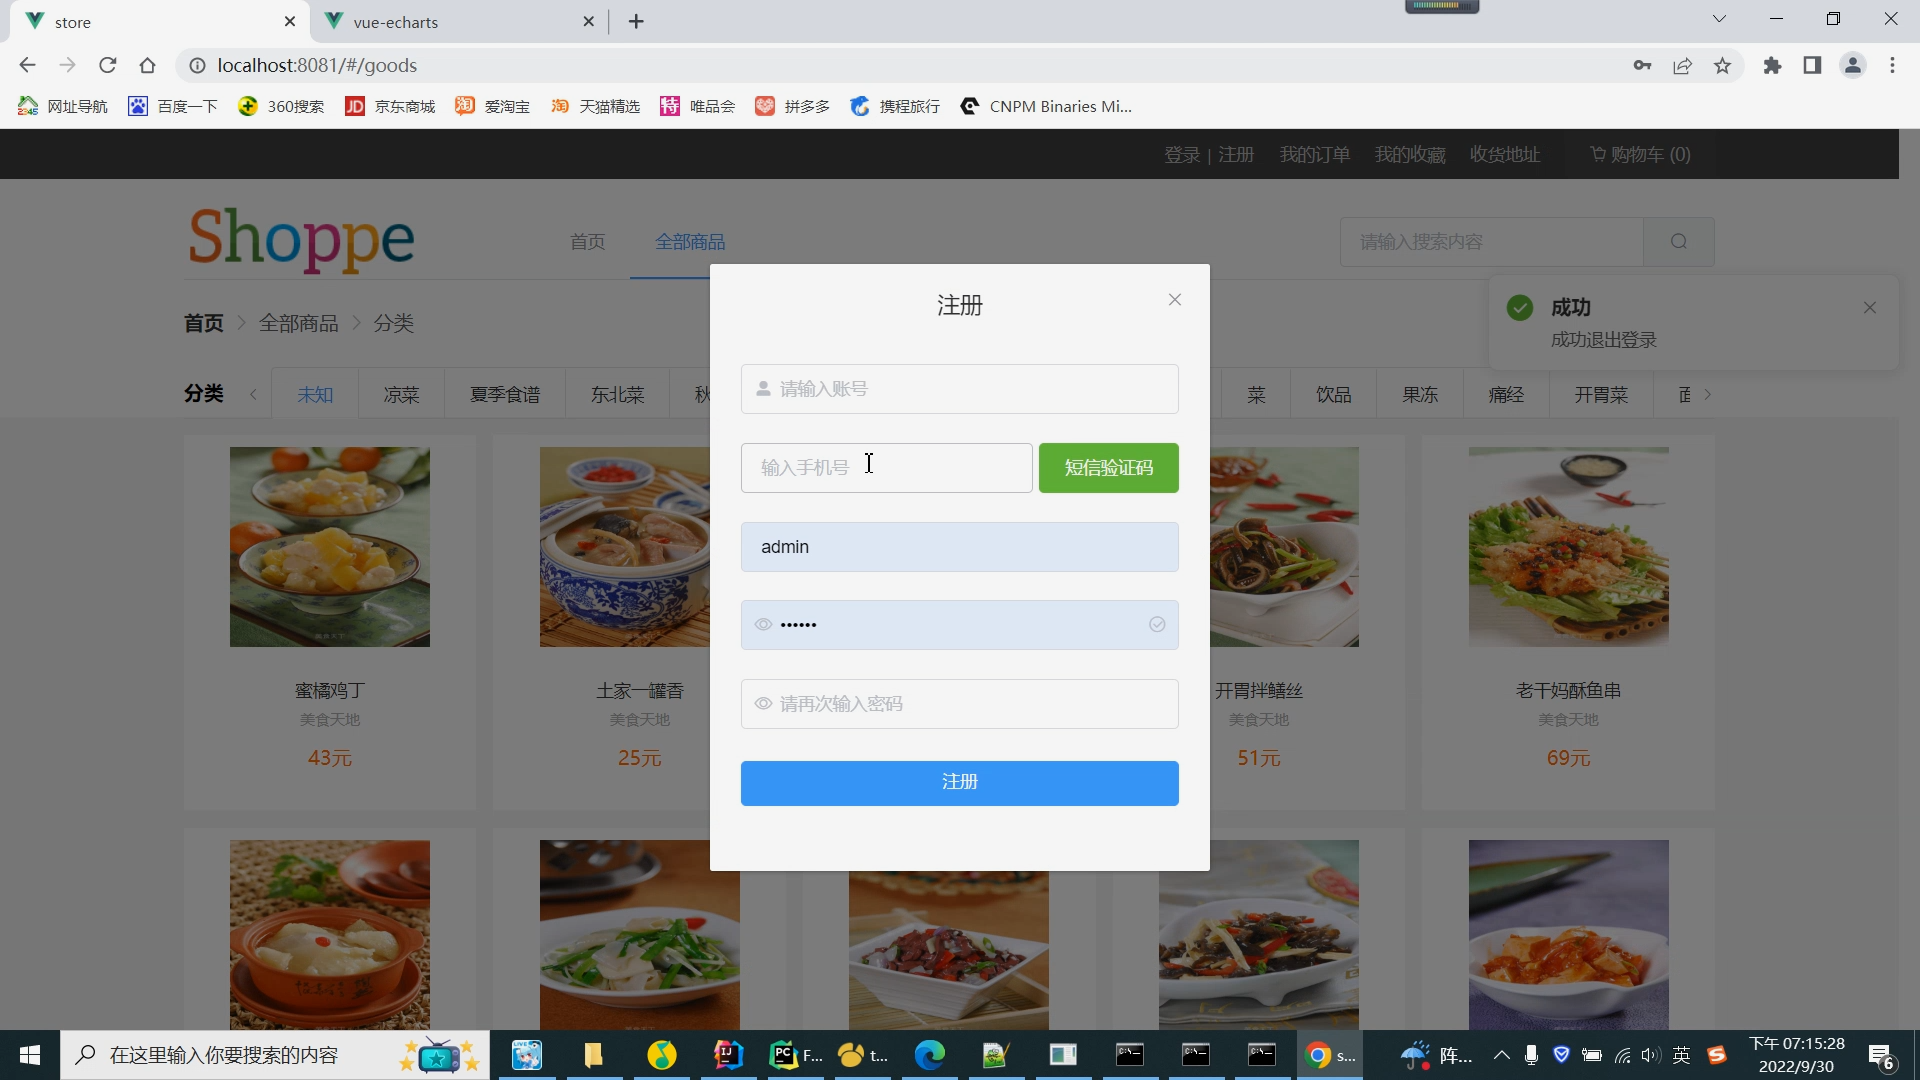 store
vue-echarts
localhost:8081/#/goods
网址导航
百度一下
360搜索
京东商城
爱淘宝
天猫精选
唯品会
拼多多
携程旅行
CNPM Binaries Mi...
登录 | 注册
我的订单
我的收藏
收货地址
购物车 (0)
Shoppe
首页
全部商品
请输入搜索内容
首页 > 全部商品 > 分类
成功
成功退出登录
分类
未知
凉菜
夏季食谱
东北菜
秋
菜
饮品
果冻
痛经
开胃菜
注册
请输入账号
输入手机号
短信验证码
admin
••••••
请再次输入密码
注册
蜜橘鸡丁
美食天地
43元
土家一罐香
美食天地
25元
开胃拌鳝丝
美食天地
51元
老干妈酥鱼串
美食天地
69元
在这里输入你要搜索的内容
F...
t...
s...
阵...
英
下午 07:15:28
2022/9/30
6